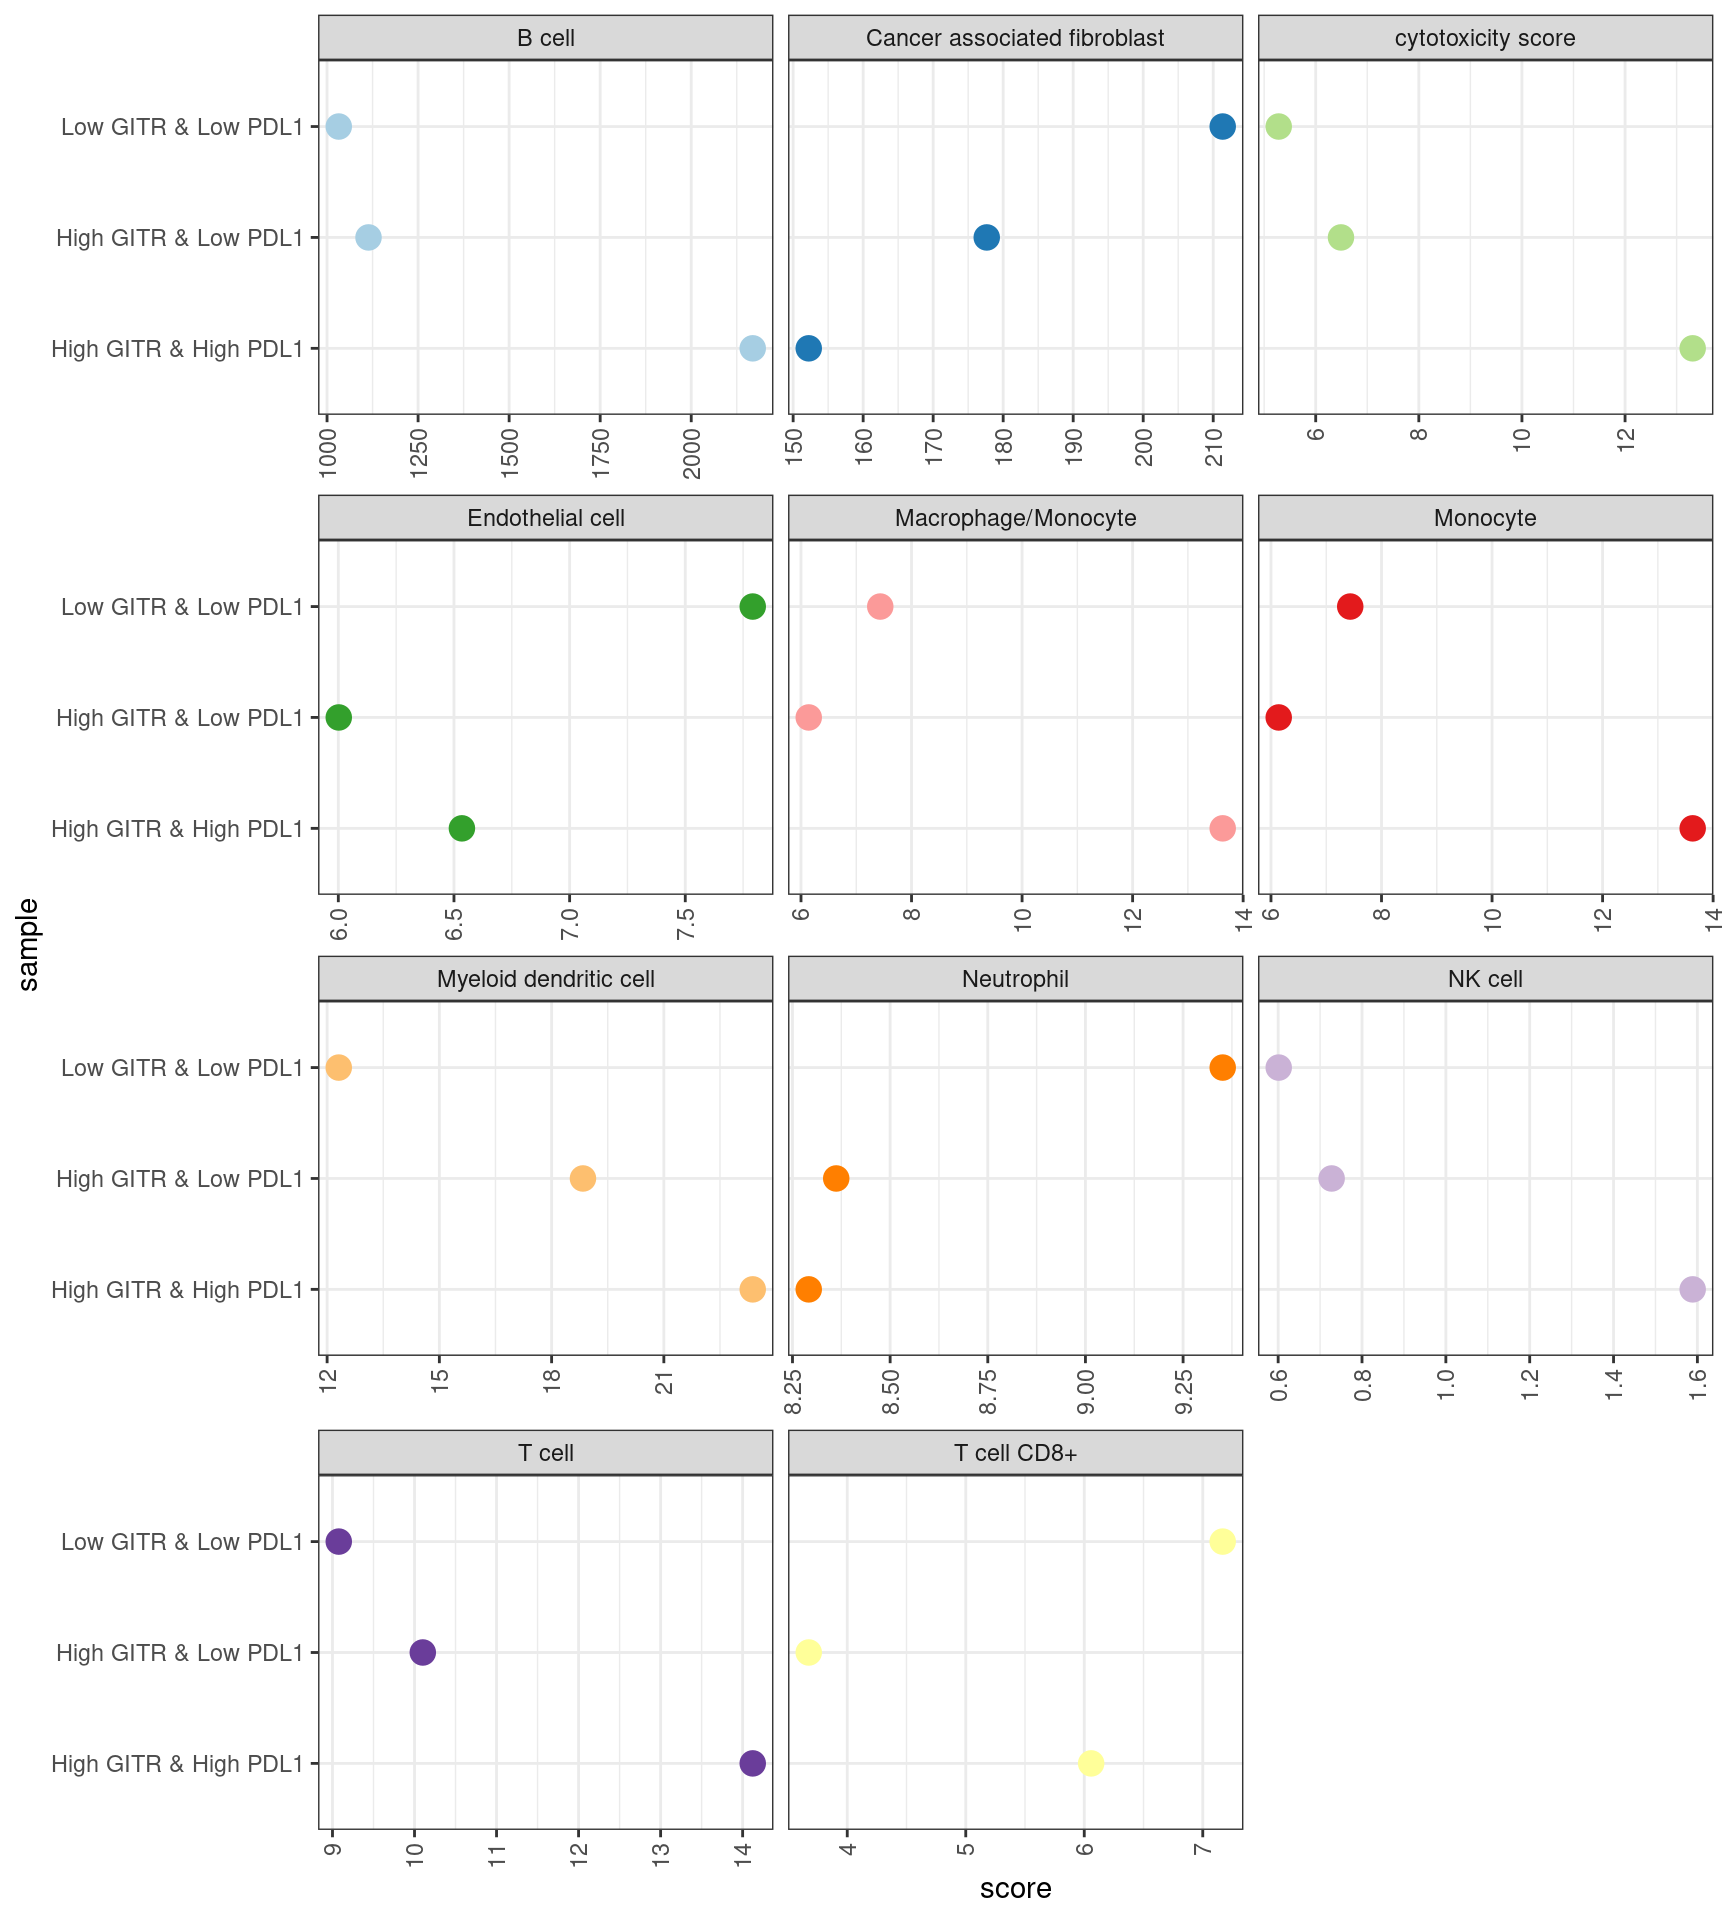 B cell
Cancer associated fibroblast
cytotoxicity score
Low GITR & Low PDL1
High GITR & Low PDL1
High GITR & High PDL1
1000 1250 1500 1750 2000
150 160 170 180 190 200 210
6 8 10 12
Endothelial cell
Macrophage/Monocyte
Monocyte
Low GITR & Low PDL1
High GITR & Low PDL1
High GITR & High PDL1
6.0 6.5 7.0 7.5
6 8 10 12 14
6 8 10 12 14
sample
Myeloid dendritic cell
Neutrophil
NK cell
Low GITR & Low PDL1
High GITR & Low PDL1
High GITR & High PDL1
12 15 18 21
8.25 8.50 8.75 9.00 9.25
0.6 0.8 1.0 1.2 1.4 1.6
T cell
T cell CD8+
Low GITR & Low PDL1
High GITR & Low PDL1
High GITR & High PDL1
9 10 11 12 13 14
4 5 6 7
score